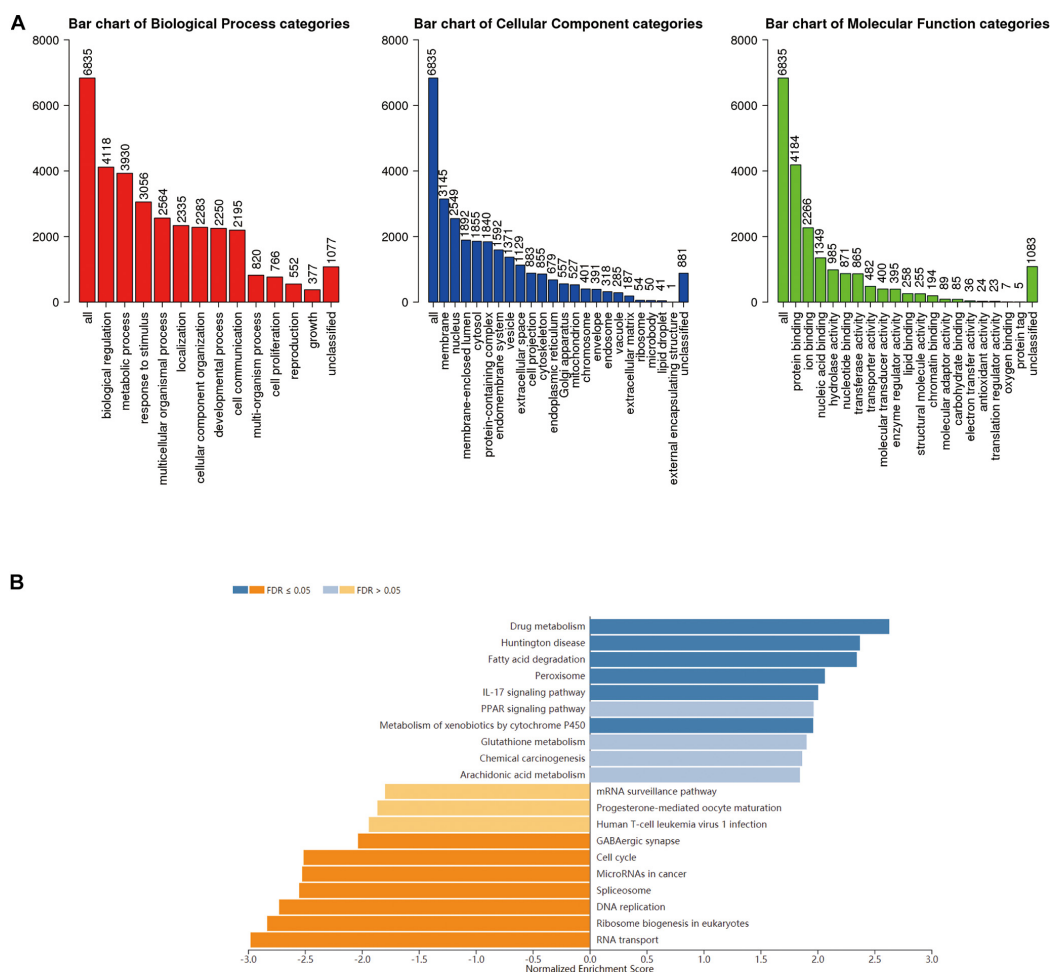 A
Bar chart of Biological Process categories
8000
6000
4000
2000
0
6835
4118
3930
3056
2564
2335
2283
2250
2195
820
766
552
377
1077
all
biological regulation
metabolic process
response to stimulus
multicellular organismal process
localization
cellular component organization
developmental process
cell communication
multi-organism process
cell proliferation
reproduction
growth
unclassified
Bar chart of Cellular Component categories
8000
6000
4000
2000
0
6835
3145
2549
1892
1855
1840
1592
1371
1129
883
855
679
557
527
401
391
318
285
187
54
50
41
1
881
all
membrane
nucleus
membrane-enclosed lumen
cytosol
protein-containing complex
endomembrane system
vesicle
extracellular space
cell projection
cytoskeleton
endoplasmic reticulum
Golgi apparatus
mitochondrion
chromosome
envelope
endosome
vacuole
extracellular matrix
ribosome
microbody
lipid droplet
external encapsulating structure
unclassified
Bar chart of Molecular Function categories
8000
6000
4000
2000
0
6835
4184
2266
1349
985
871
865
482
400
395
258
255
194
89
85
36
24
23
7
5
1083
all
protein binding
ion binding
nucleic acid binding
hydrolase activity
nucleotide binding
transferase activity
transporter activity
molecular transducer activity
enzyme regulator activity
lipid binding
structural molecule activity
chromatin binding
molecular adaptor activity
carbohydrate binding
electron transfer activity
antioxidant activity
translation regulator activity
oxygen binding
protein tag
unclassified
B
FDR ≤ 0.05 FDR > 0.05
Drug metabolism
Huntington disease
Fatty acid degradation
Peroxisome
IL-17 signaling pathway
PPAR signaling pathway
Metabolism of xenobiotics by cytochrome P450
Glutathione metabolism
Chemical carcinogenesis
Arachidonic acid metabolism
mRNA surveillance pathway
Progesterone-mediated oocyte maturation
Human T-cell leukemia virus 1 infection
GABAergic synapse
Cell cycle
MicroRNAs in cancer
Spliceosome
DNA replication
Ribosome biogenesis in eukaryotes
RNA transport
-3.0 -2.5 -2.0 -1.5 -1.0 -0.5 0.0 0.5 1.0 1.5 2.0 2.5 3.0
Normalized Enrichment Score